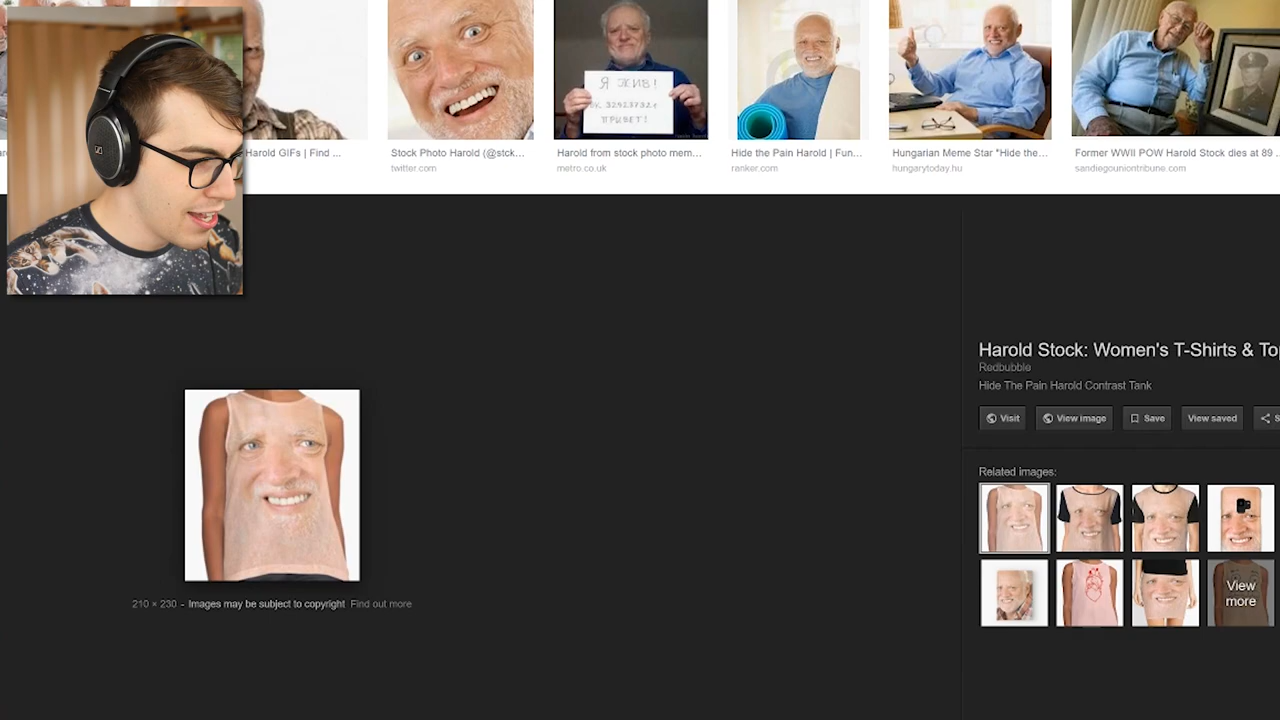 Я ЖИВ!
ПРИВЕТ!
Harold GIFs | Find ...
Stock Photo Harold (@stck...
Harold from stock photo mem...
Hide the Pain Harold | Fun...
Hungarian Meme Star "Hide the...
Former WWII POW Harold Stock dies at 89 ...
twitter.com
metro.co.uk
ranker.com
hungarytoday.hu
sandiegouniontribune.com
Harold Stock: Women's T-Shirts & To
Redbubble
Hide The Pain Harold Contrast Tank
Visit
View image
Save
View saved
S
Related images:
View
more
210 × 230 - Images may be subject to copyright Find out more